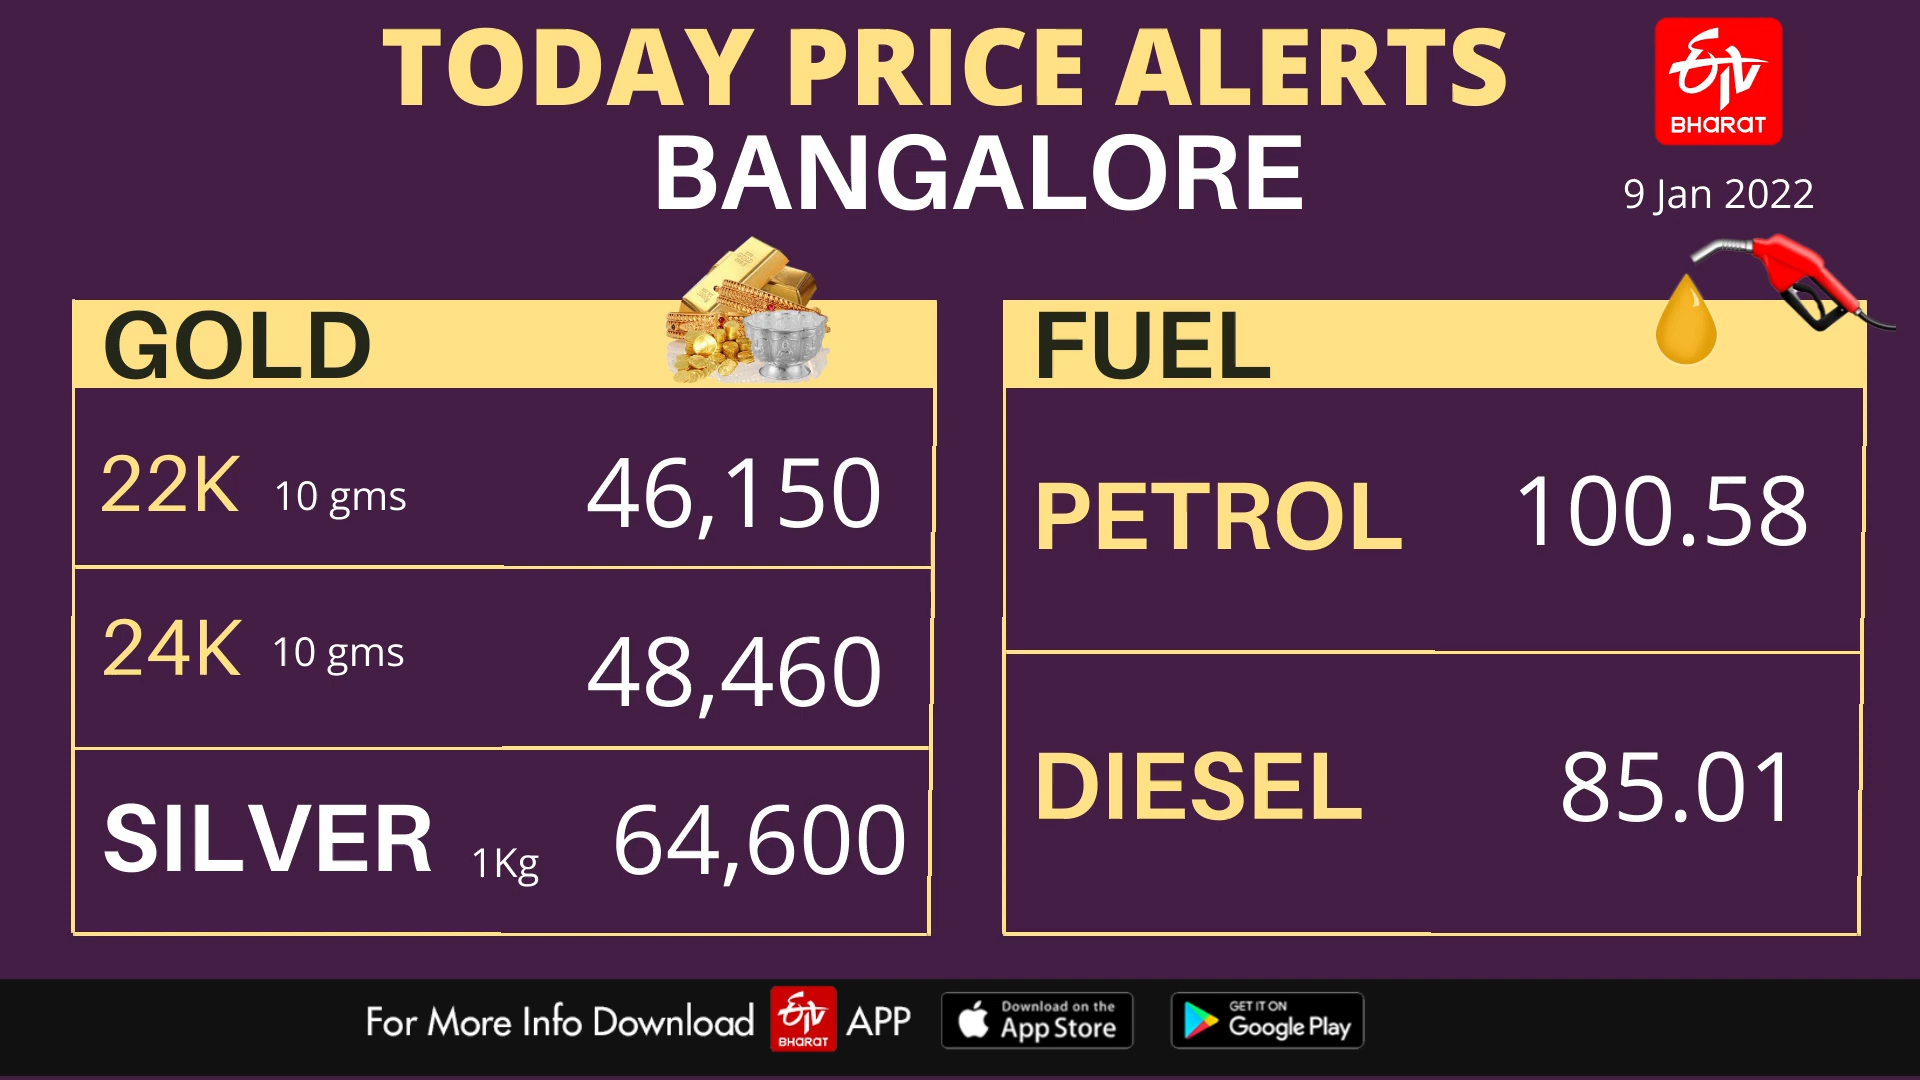 TODAY PRICE ALERTS
BANGALORE
ETV
BHARAT
9 Jan 2022
GOLD
22K 10 gms 46,150
24K 10 gms 48,460
SILVER 1Kg 64,600
FUEL
PETROL 100.58
DIESEL 85.01
For More Info Download ETV BHARAT APP
Download on the
App Store
GET IT ON
Google Play